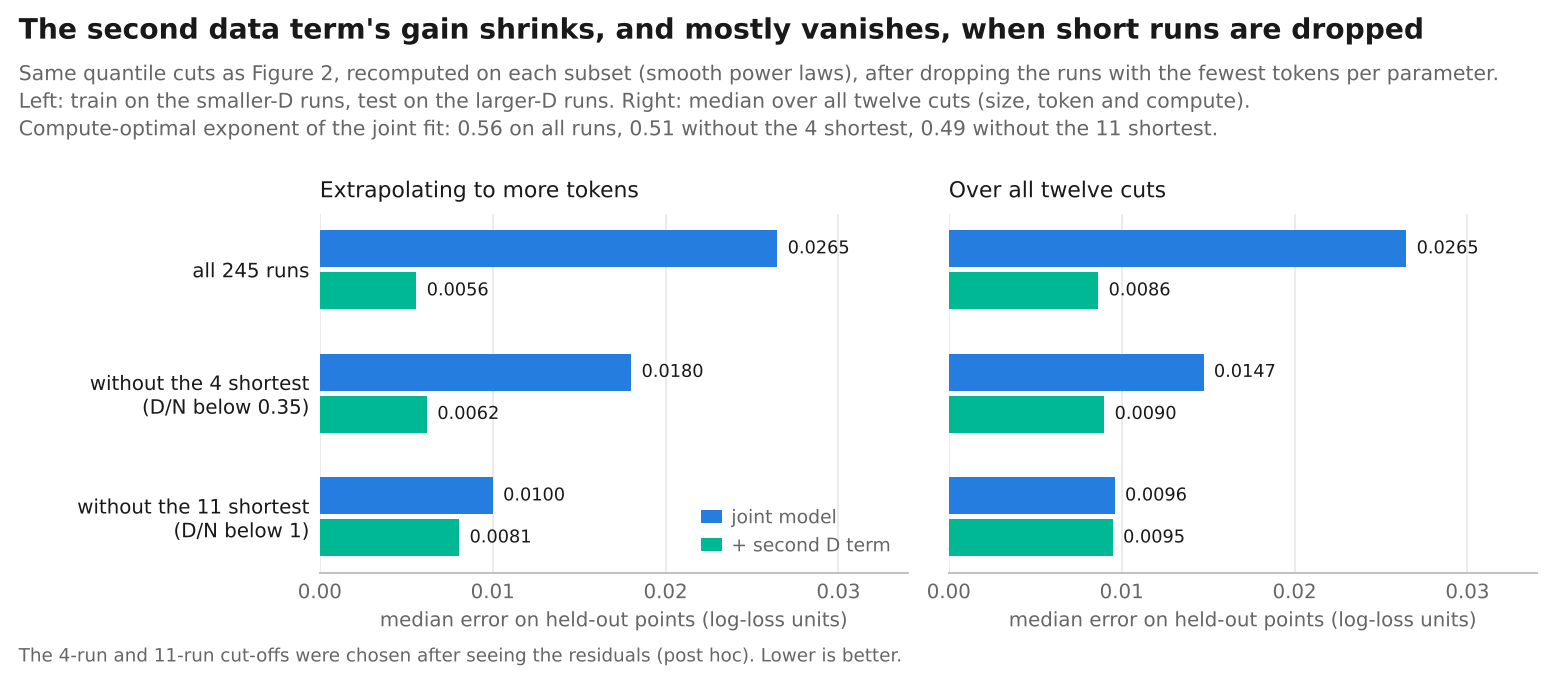 The second data term's gain shrinks, and mostly vanishes, when short runs are dropped
Same quantile cuts as Figure 2, recomputed on each subset (smooth power laws), after dropping the runs with the fewest tokens per parameter.
Left: train on the smaller-D runs, test on the larger-D runs. Right: median over all twelve cuts (size, token and compute).
Compute-optimal exponent of the joint fit: 0.56 on all runs, 0.51 without the 4 shortest, 0.49 without the 11 shortest.
Extrapolating to more tokens
all 245 runs
0.0265
0.0056
without the 4 shortest
(D/N below 0.35)
0.0180
0.0062
without the 11 shortest
(D/N below 1)
0.0100
0.0081
joint model
+ second D term
0.00 0.01 0.02 0.03
median error on held-out points (log-loss units)
Over all twelve cuts
0.0265
0.0086
0.0147
0.0090
0.0096
0.0095
0.00 0.01 0.02 0.03
median error on held-out points (log-loss units)
The 4-run and 11-run cut-offs were chosen after seeing the residuals (post hoc). Lower is better.